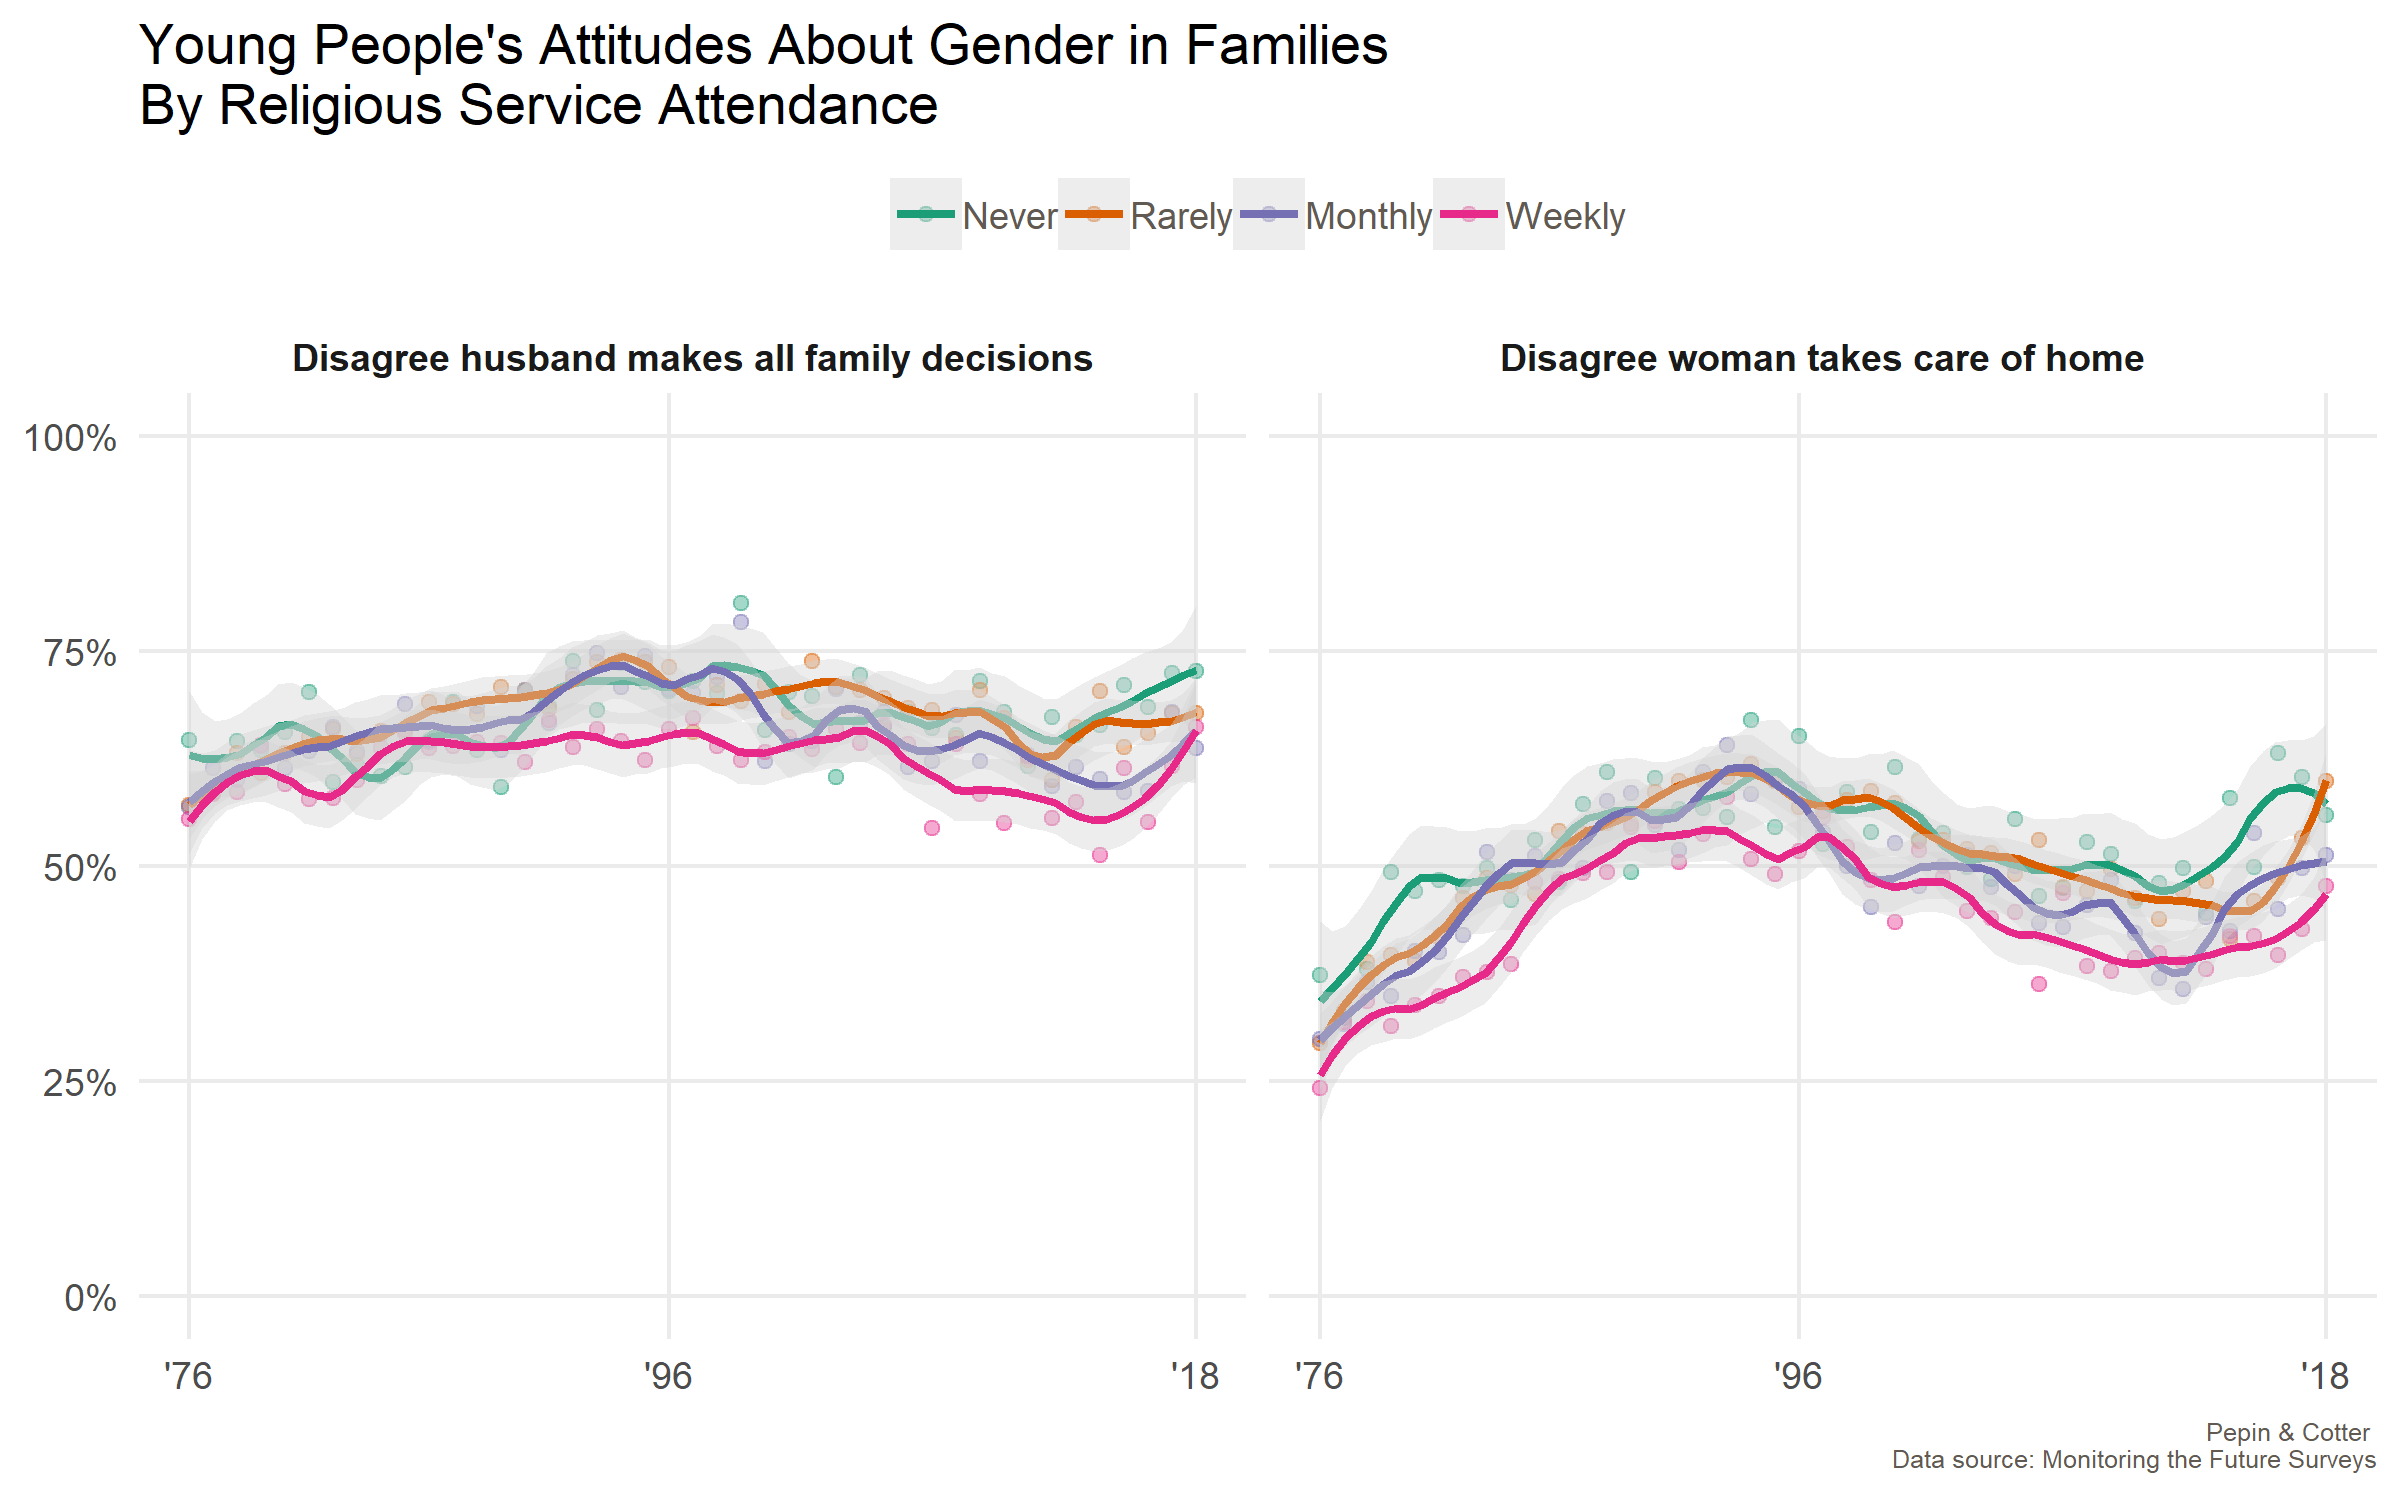 Young People's Attitudes About Gender in Families
By Religious Service Attendance
Never Rarely Monthly Weekly
Disagree husband makes all family decisions
Disagree woman takes care of home
100%
75%
50%
25%
0%
'76 '96 '18
'76 '96 '18
Pepin & Cotter
Data source: Monitoring the Future Surveys